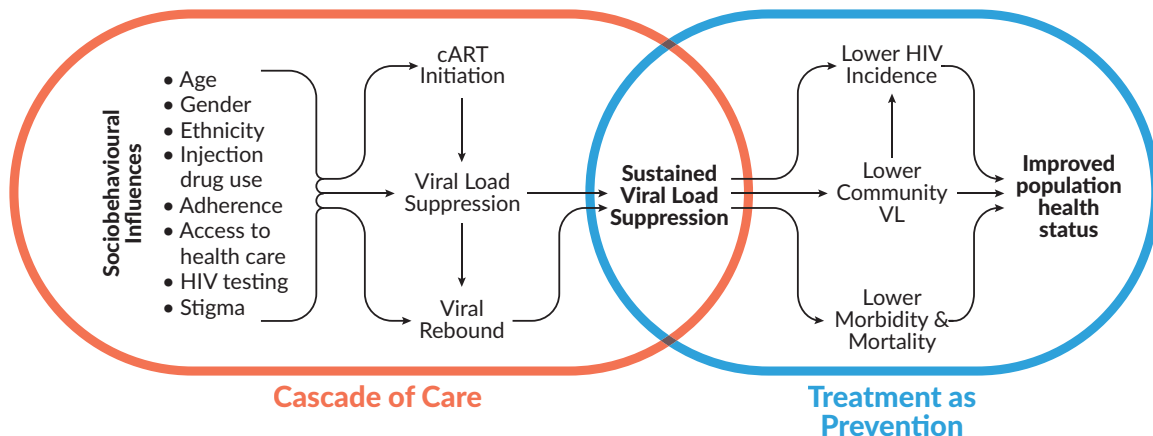 Sociobehavioural
Influences
• Age
• Gender
• Ethnicity
• Injection
drug use
• Adherence
• Access to
health care
• HIV testing
• Stigma
cART
Initiation
Viral Load
Suppression
Viral
Rebound
Sustained
Viral Load
Suppression
Lower HIV
Incidence
Lower
Community
VL
Lower
Morbidity &
Mortality
Improved
population
health
status
Cascade of Care
Treatment as
Prevention